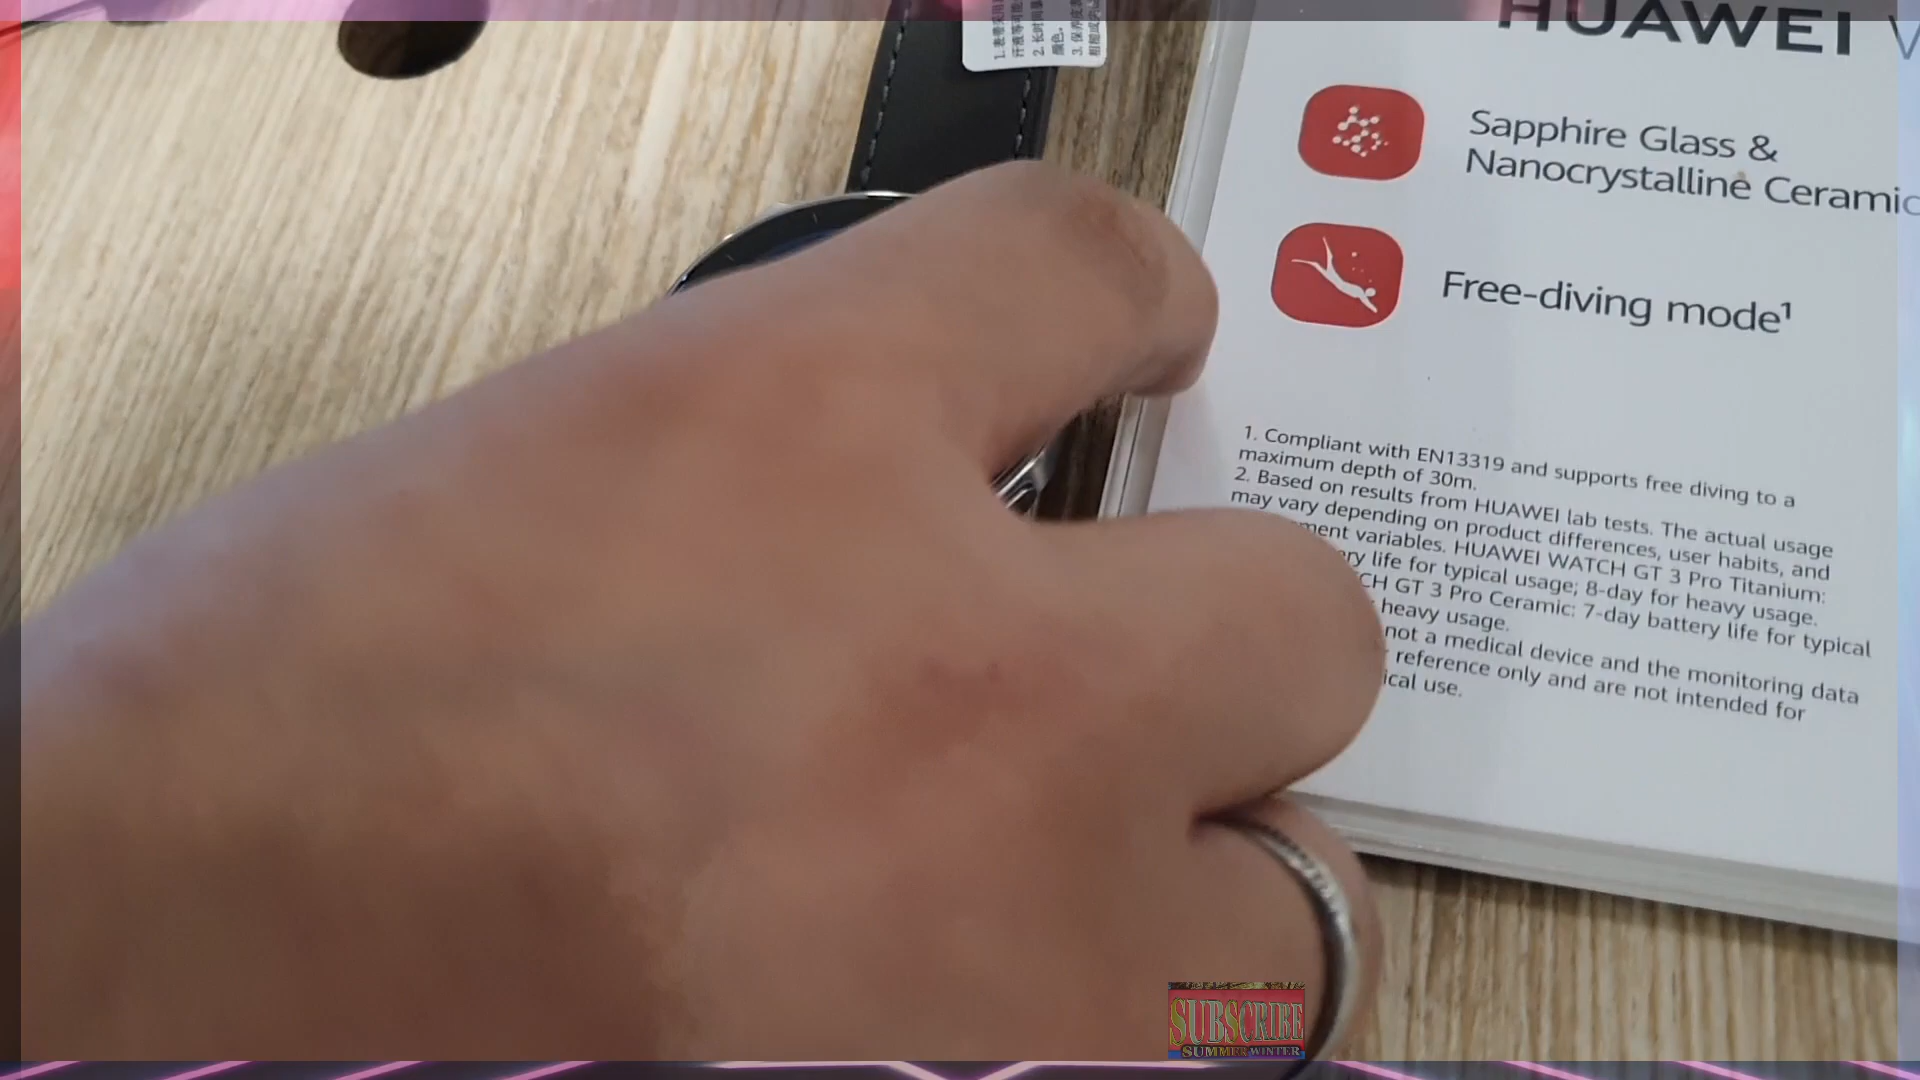 HUAWEI
Sapphire Glass &
Nanocrystalline Ceramic
Free-diving mode¹
1. Compliant with EN13319 and supports free diving to a
maximum depth of 30m.
2. Based on results from HUAWEI lab tests. The actual usage
may vary depending on product differences, user habits, and
variables. HUAWEI WATCH GT 3 Pro Titanium:
life for typical usage; 8-day for heavy usage.
GT 3 Pro Ceramic: 7-day battery life for typical
heavy usage.
not a medical device and the monitoring data
reference only and are not intended for
use.
SUBSCRIBE
SUMMER WINTER